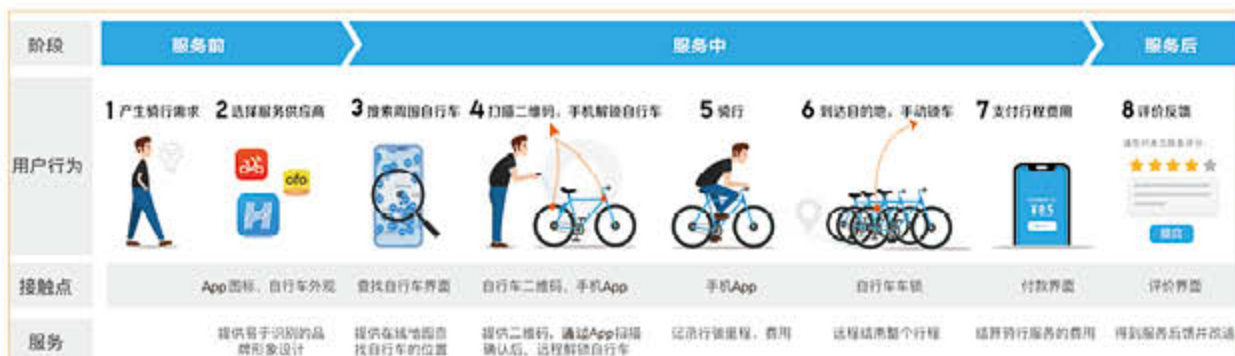 阶段
服务前
服务中
服务后
用户行为
1 产生骑行需求
2 选择服务供应商
3 搜索周围自行车
4 扫描二维码，手机解锁自行车
5 骑行
6 到达目的地，手动锁车
7 支付行程费用
8 评价反馈
ofo
¥0.5
提交
接触点
App图标、自行车外观
查找自行车界面
自行车二维码、手机App
手机App
自行车车锁
付款界面
评价界面
服务
提供易于识别的品
牌形象设计
提供在线地图查
找自行车的位置
提供二维码，通过App扫描
确认后、远程解锁自行车
记录行驶里程、费用
远程结束整个行程
结算骑行服务的费用
得到服务后馈并改进